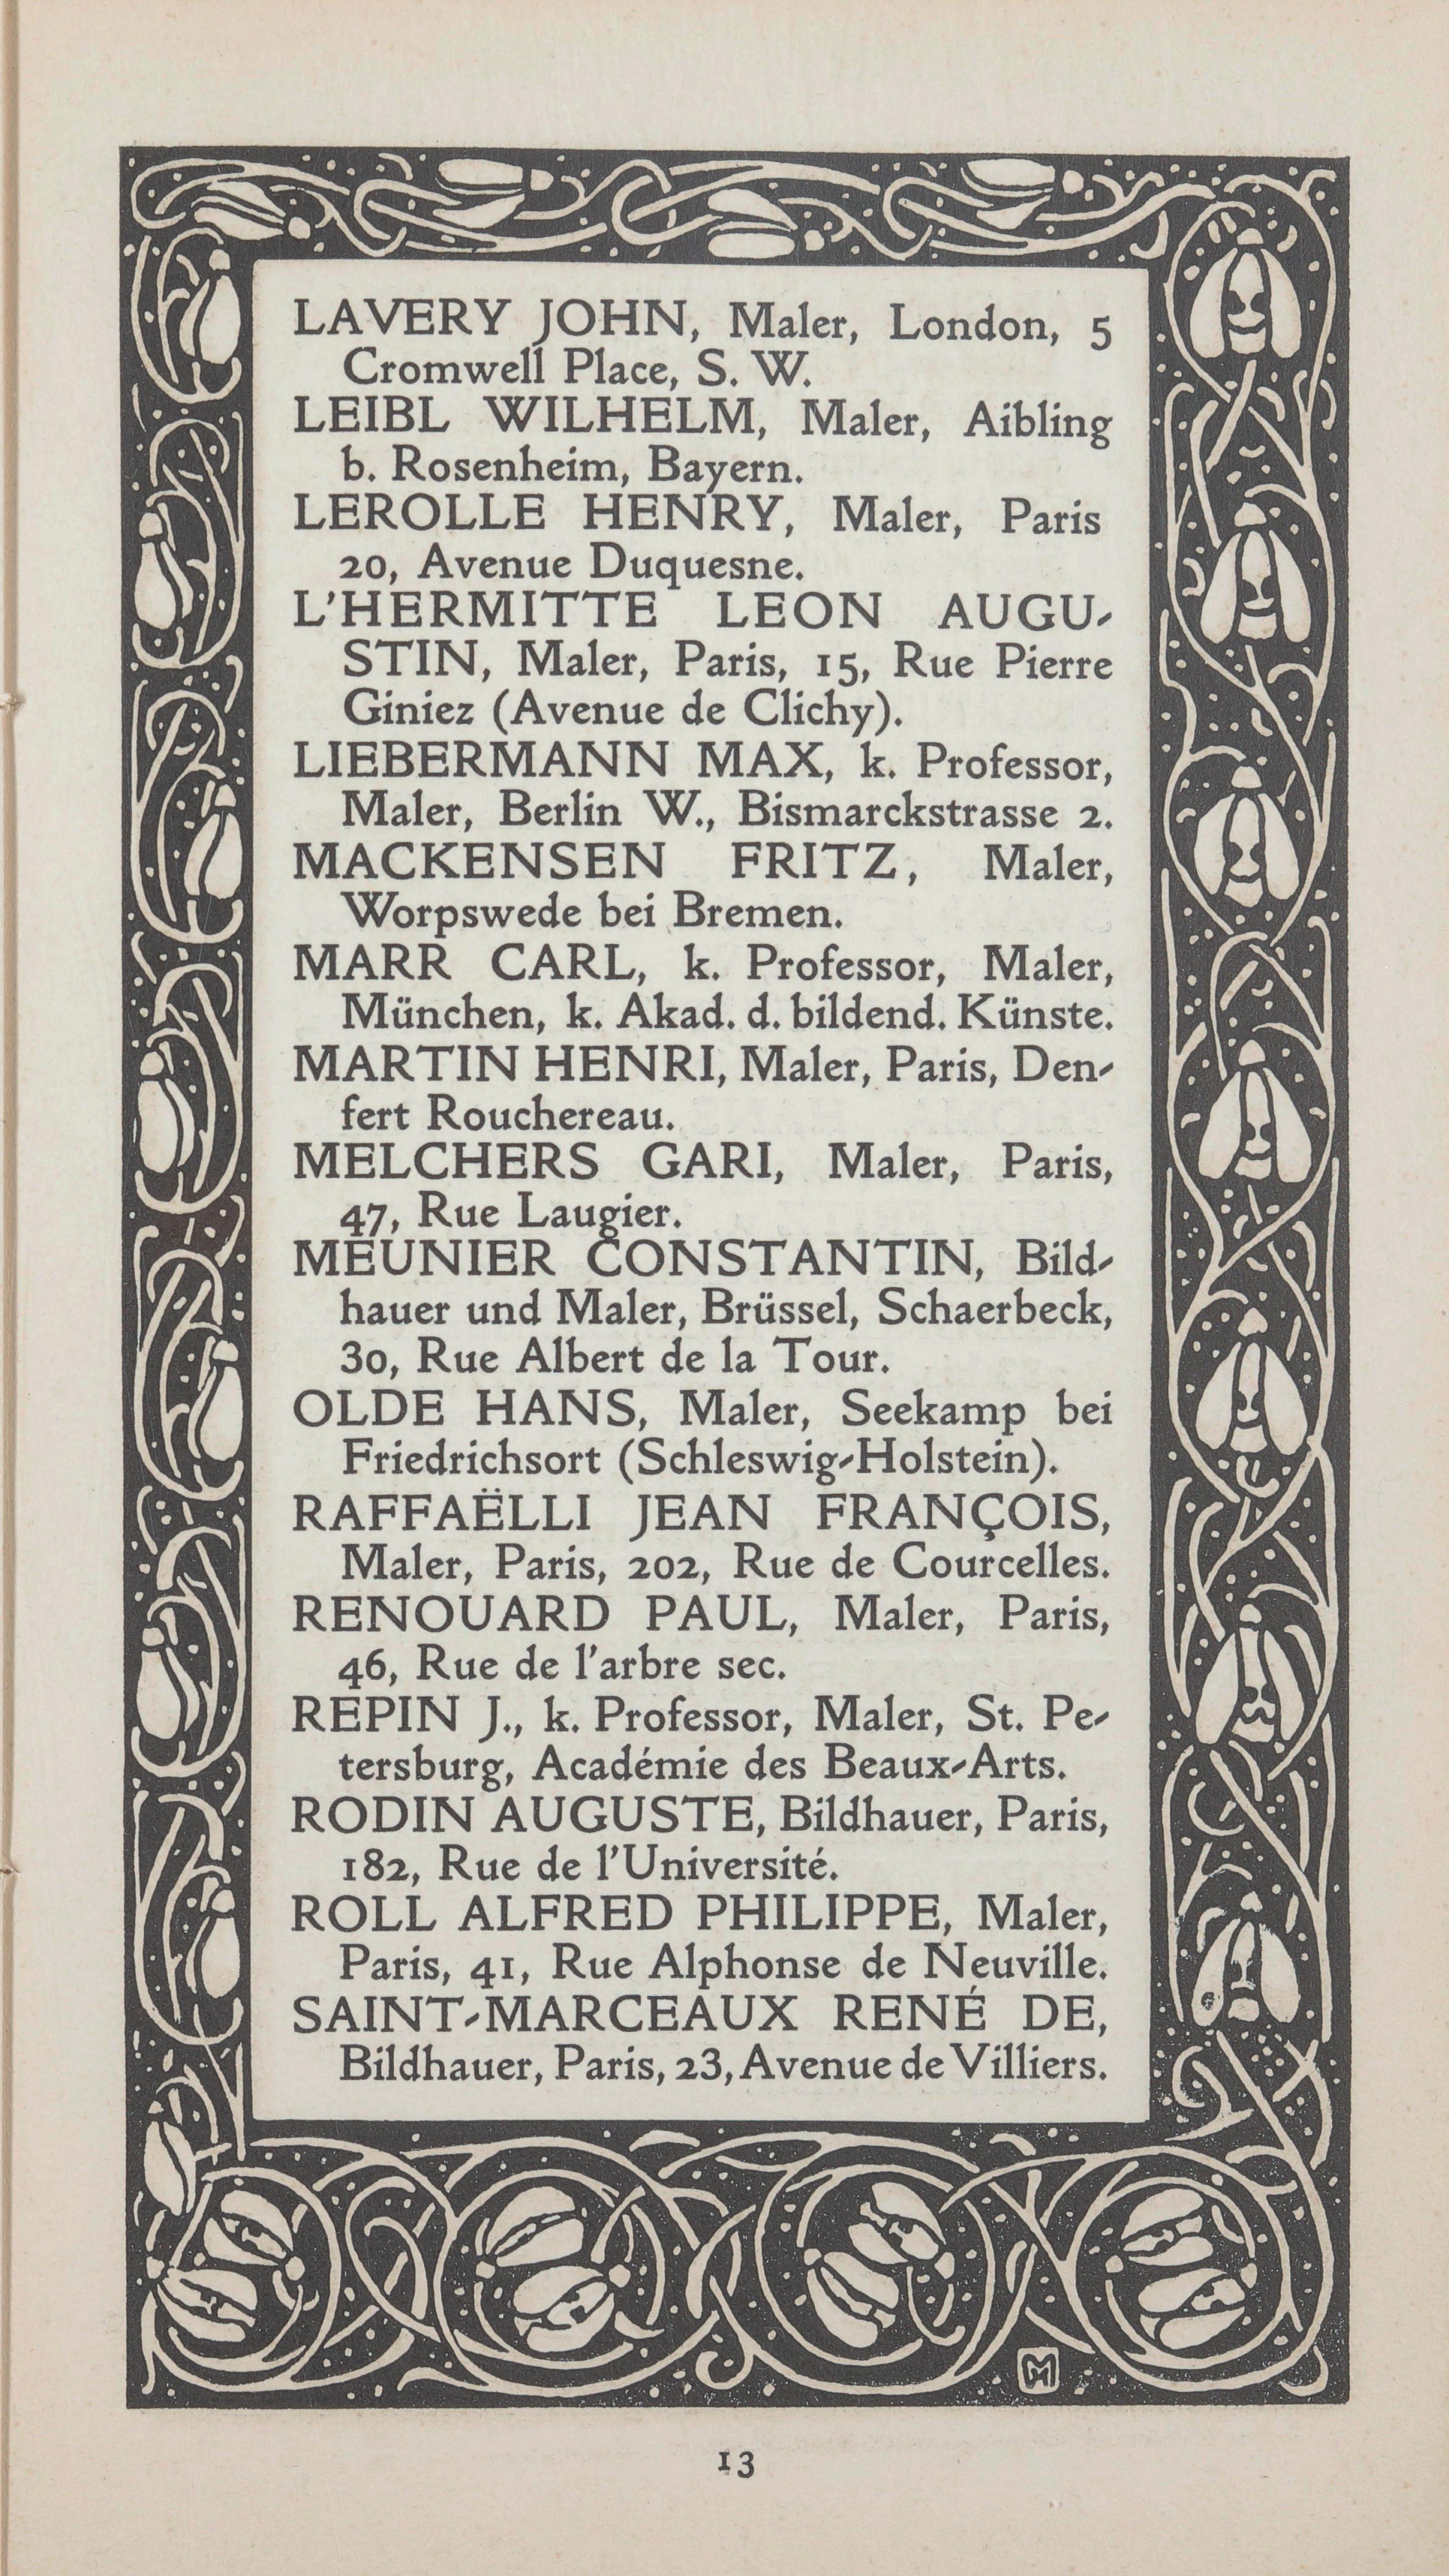 LAVERY JOHN, Maler, London, 5
Cromwell Place, S. W.
LEIBL WILHELM, Maler, Aibling
b. Rosenheim, Bayern.
LEROLLE HENRY, Maler, Paris
20, Avenue Duquesne.
L'HERMITTE LEON AUGU-
STIN, Maler, Paris, 15, Rue Pierre
Giniez (Avenue de Clichy).
LIEBERMANN MAX, k. Professor,
Maler, Berlin W., Bismarckstrasse 2.
MACKENSEN FRITZ, Maler,
Worpswede bei Bremen.
MARR CARL, k. Professor, Maler,
München, k. Akad. d. bildend. Künste.
MARTIN HENRI, Maler, Paris, Den-
fert Rouchereau.
MELCHERS GARI, Maler, Paris,
47, Rue Laugier.
MEUNIER CONSTANTIN, Bild-
hauer und Maler, Brüssel, Schaerbeck,
30, Rue Albert de la Tour.
OLDE HANS, Maler, Seekamp bei
Friedrichsort (Schleswig-Holstein).
RAFFAËLLI JEAN FRANÇOIS,
Maler, Paris, 202, Rue de Courcelles.
RENOUARD PAUL, Maler, Paris,
46, Rue de l'arbre sec.
REPIN J., k. Professor, Maler, St. Pe-
tersburg, Académie des Beaux-Arts.
RODIN AUGUSTE, Bildhauer, Paris,
182, Rue de l'Université.
ROLL ALFRED PHILIPPE, Maler,
Paris, 41, Rue Alphonse de Neuville.
SAINT-MARCEAUX RENÉ DE,
Bildhauer, Paris, 23, Avenue de Villiers.
13